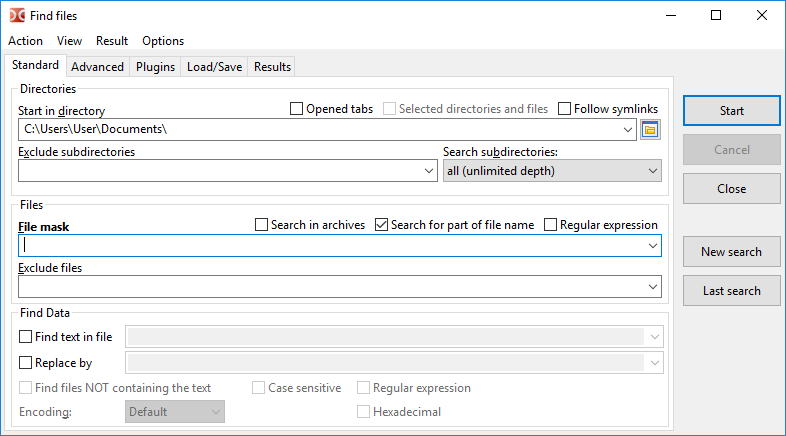 Find files
Action View Result Options
Standard Advanced Plugins Load/Save Results
Directories
Start in directory Opened tabs Selected directories and files Follow symlinks
C:\Users\User\Documents\
Exclude subdirectories Search subdirectories:
all (unlimited depth)
Files
File mask Search in archives Search for part of file name Regular expression
Exclude files
Find Data
Find text in file
Replace by
Find files NOT containing the text Case sensitive Regular expression
Encoding: Default Hexadecimal
Start
Cancel
Close
New search
Last search